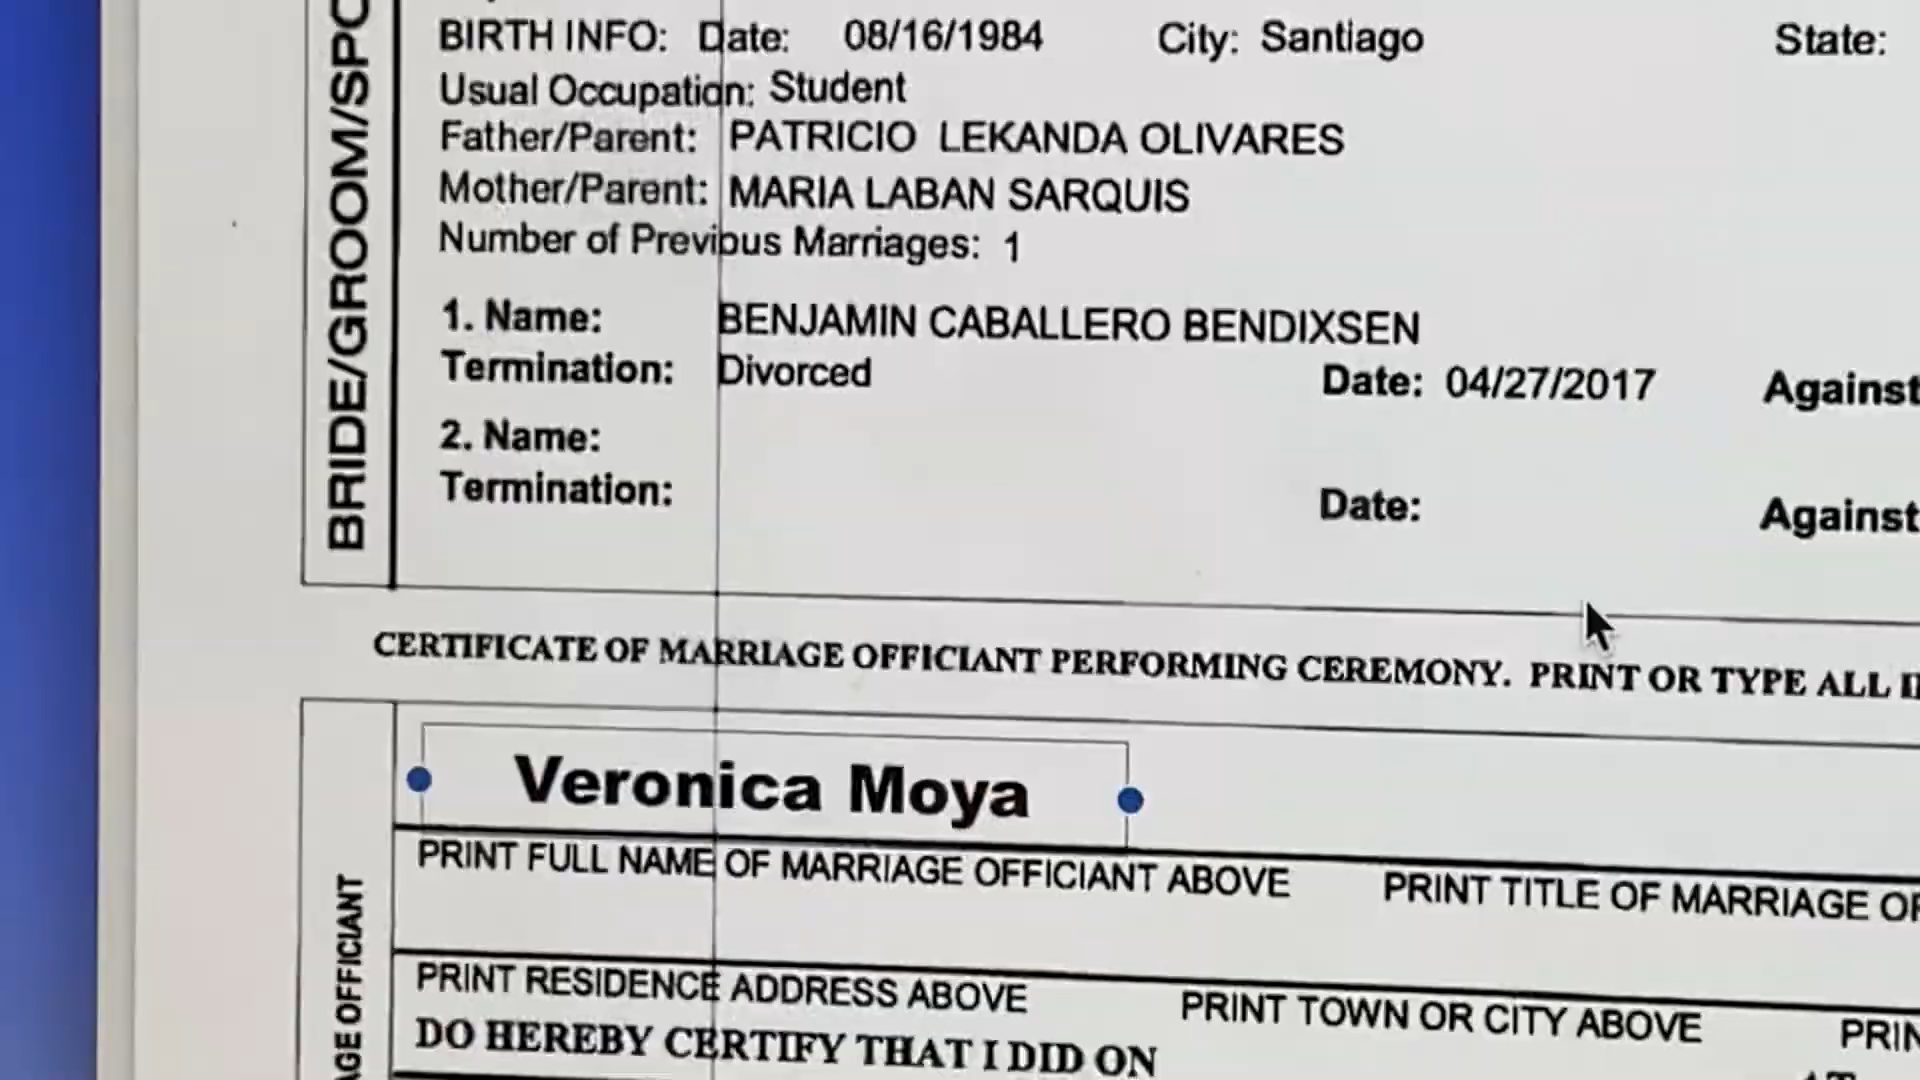 BRIDE/GROOM/SPO
BIRTH INFO: Date: 08/16/1984 City: Santiago State:
Usual Occupation: Student
Father/Parent: PATRICIO LEKANDA OLIVARES
Mother/Parent: MARIA LABAN SARQUIS
Number of Previous Marriages: 1
1. Name: BENJAMIN CABALLERO BENDIXSEN
Termination: Divorced Date: 04/27/2017 Against
2. Name:
Termination: Date: Against
CERTIFICATE OF MARRIAGE OFFICIANT PERFORMING CEREMONY. PRINT OR TYPE ALL
AGE OFFICIANT
Veronica Moya
PRINT FULL NAME OF MARRIAGE OFFICIANT ABOVE PRINT TITLE OF MARRIAGE
PRINT RESIDENCE ADDRESS ABOVE PRINT TOWN OR CITY ABOVE PRIN
DO HEREBY CERTIFY THAT I DID ON